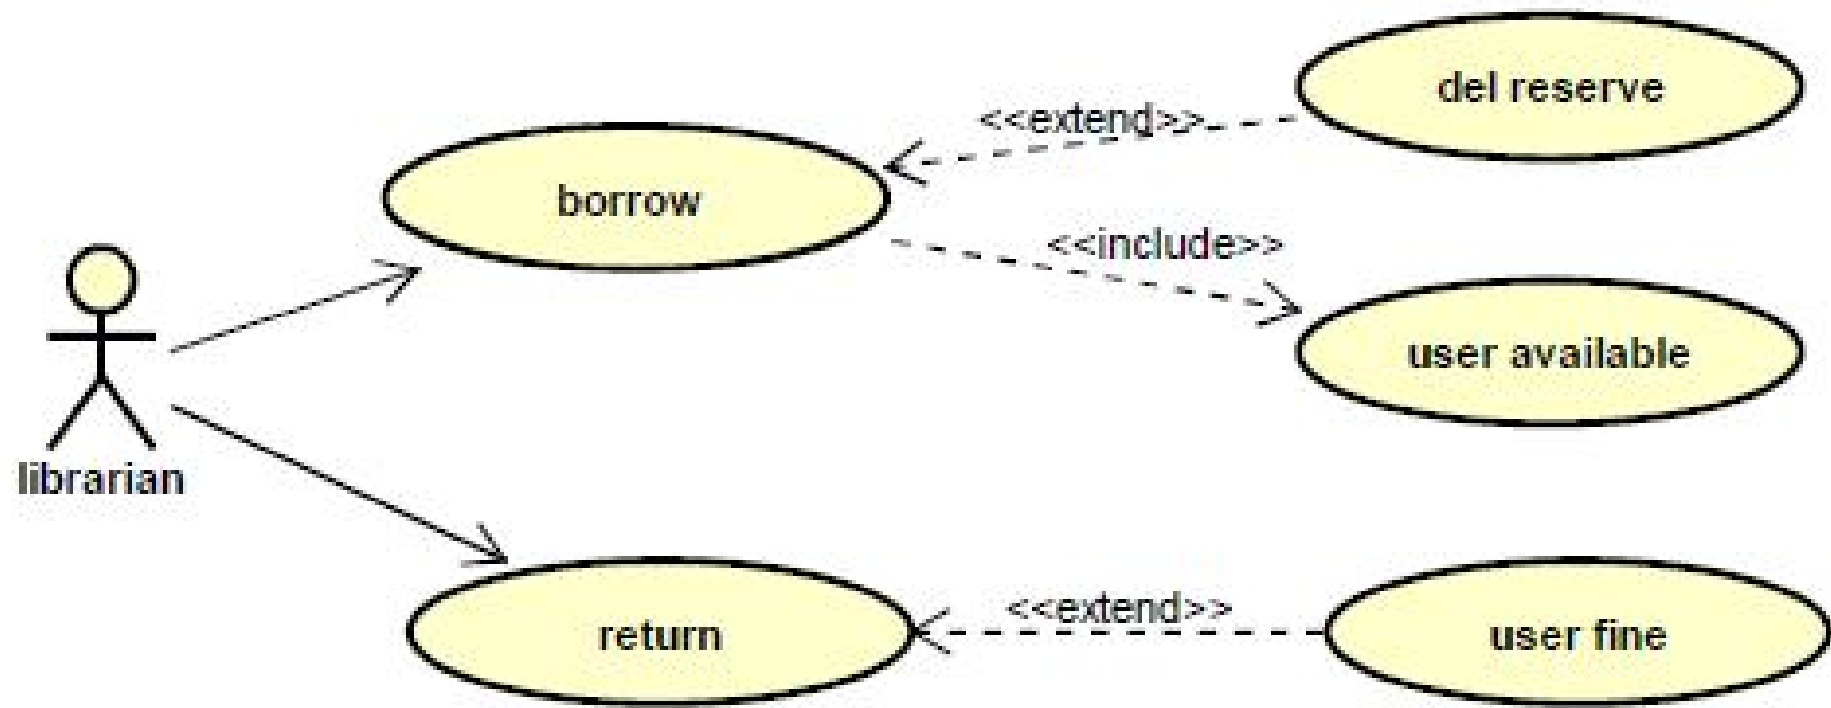 del reserve
<<extend>>
borrow
<<include>>
user available
librarian
<<extend>>
return
user fine